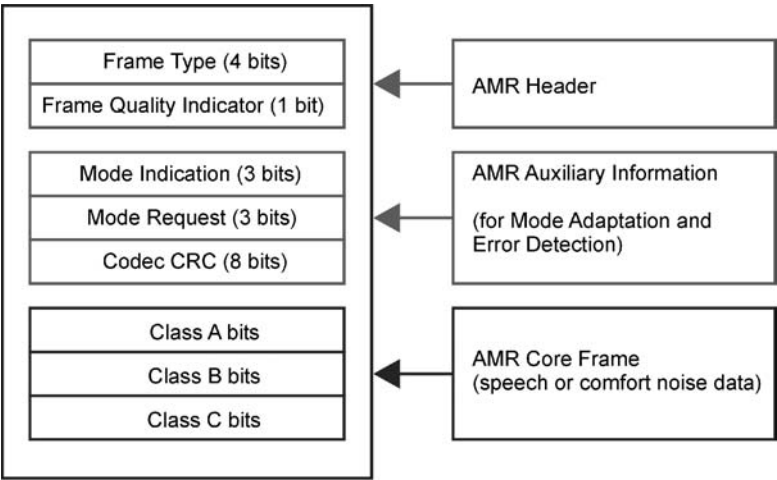 Frame Type (4 bits)
Frame Quality Indicator (1 bit)
AMR Header
Mode Indication (3 bits)
Mode Request (3 bits)
Codec CRC (8 bits)
AMR Auxiliary Information
(for Mode Adaptation and
Error Detection)
Class A bits
Class B bits
Class C bits
AMR Core Frame
(speech or comfort noise data)